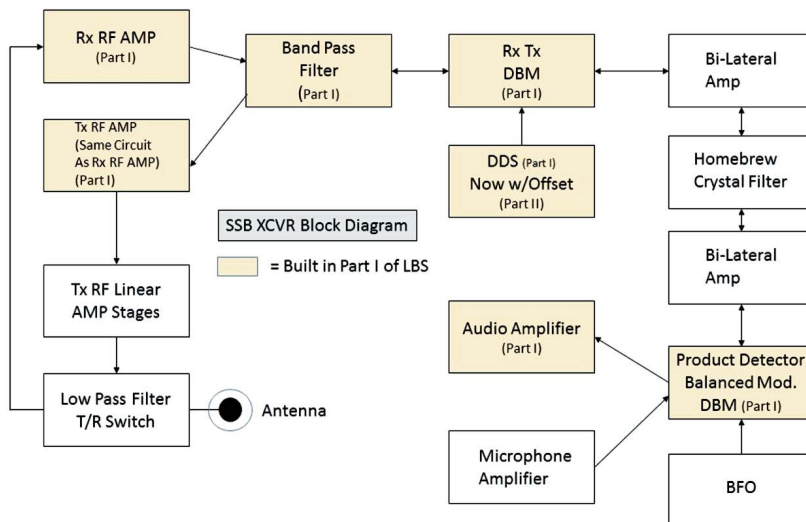 Rx RF AMP
(Part I)
Band Pass
Filter
(Part I)
Rx Tx
DBM
(Part I)
Bi-Lateral
Amp
Tx RF AMP
(Same Circuit
As Rx RF AMP)
(Part I)
DDS (Part I)
Now w/Offset
(Part II)
Homebrew
Crystal Filter
SSB XCVR Block Diagram
= Built in Part I of LBS
Bi-Lateral
Amp
Tx RF Linear
AMP Stages
Audio Amplifier
(Part I)
Product Detector
Balanced Mod.
DBM (Part I)
Low Pass Filter
T/R Switch
Antenna
Microphone
Amplifier
BFO